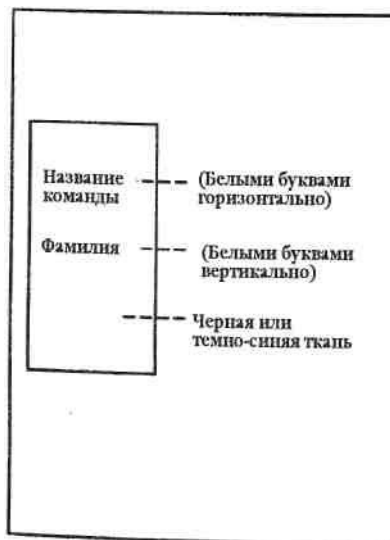 Название
команды
(Белыми буквами
горизонтально)
Фамилия
(Белыми буквами
вертикально)
Черная или
темно-синяя ткань